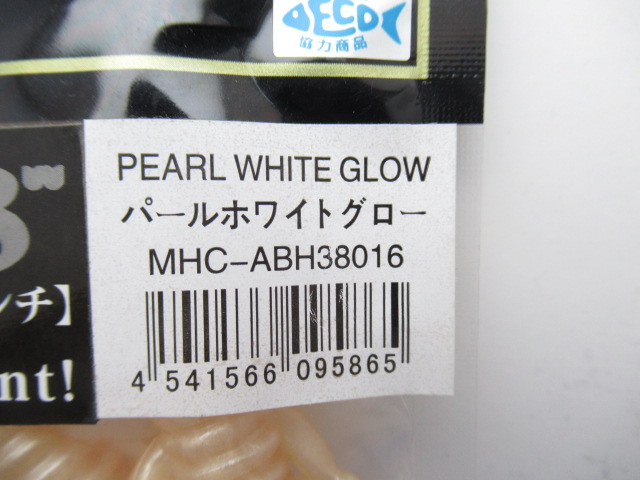 ECO
協力商品
PEARL WHITE GLOW
パールホワイトグロー
MHC-ABH38016
4 541566 095865
ンチ】
nt!